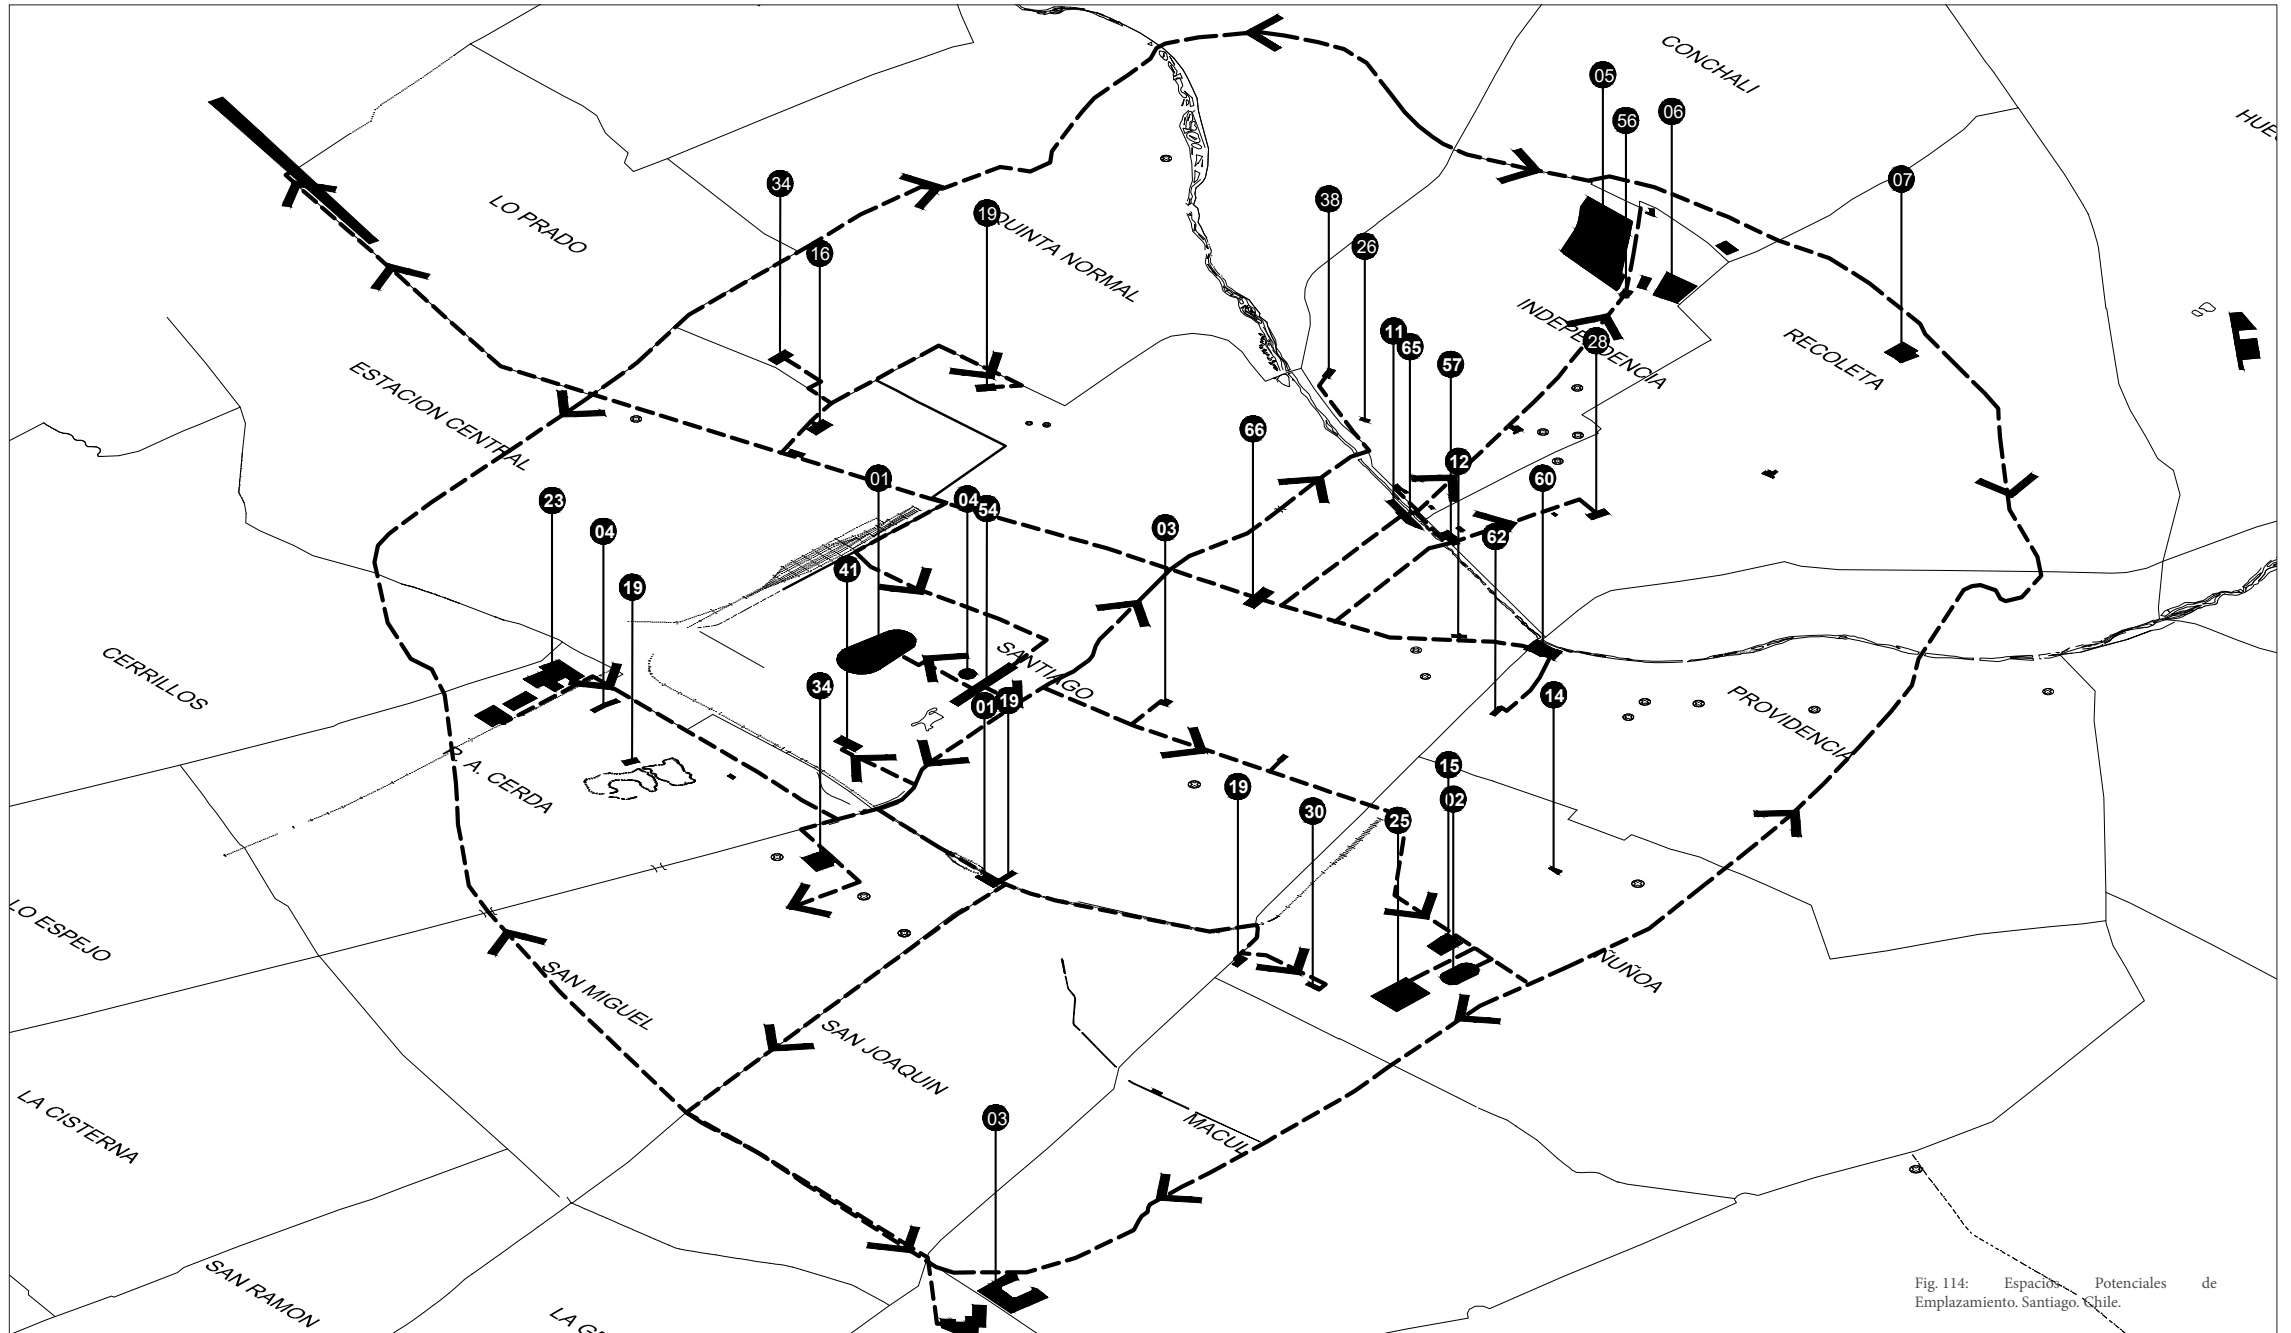 CONCHALI
05
06
56
07
34
38
LO PRADO
19
QUINTA NORMAL
26
16
INDEPENDENCIA
11
28
65
RECOLETA
57
ESTACION CENTRAL
66
12
01
60
23
04
54
03
04
62
41
19
CERRILLOS
SANTIAGO
34
14
01
19
PROVIDENCIA
15
P. A. CERDA
19
02
30
25
LO ESPEJO
SAN MIGUEL
ÑUÑOA
SAN JOAQUIN
LA CISTERNA
03
MACUL
SAN RAMON
Fig. 114: Espacios Potenciales de
Emplazamiento. Santiago. Chile.